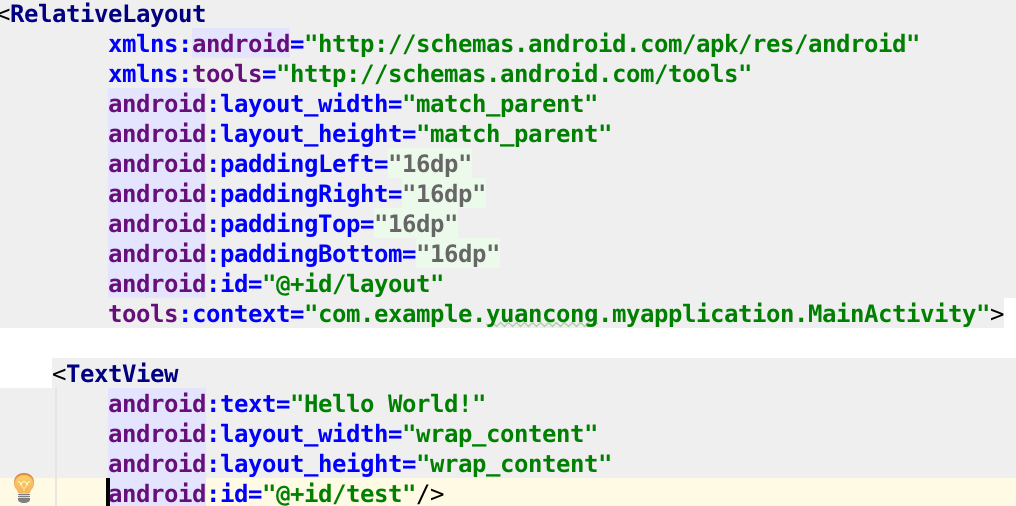 <RelativeLayout
xmlns:android="http://schemas.android.com/apk/res/android"
xmlns:tools="http://schemas.android.com/tools"
android:layout_width="match_parent"
android:layout_height="match_parent"
android:paddingLeft="16dp"
android:paddingRight="16dp"
android:paddingTop="16dp"
android:paddingBottom="16dp"
android:id="@+id/layout"
tools:context="com.example.yuancong.myapplication.MainActivity">
<TextView
android:text="Hello World!"
android:layout_width="wrap_content"
android:layout_height="wrap_content"
android:id="@+id/test"/>